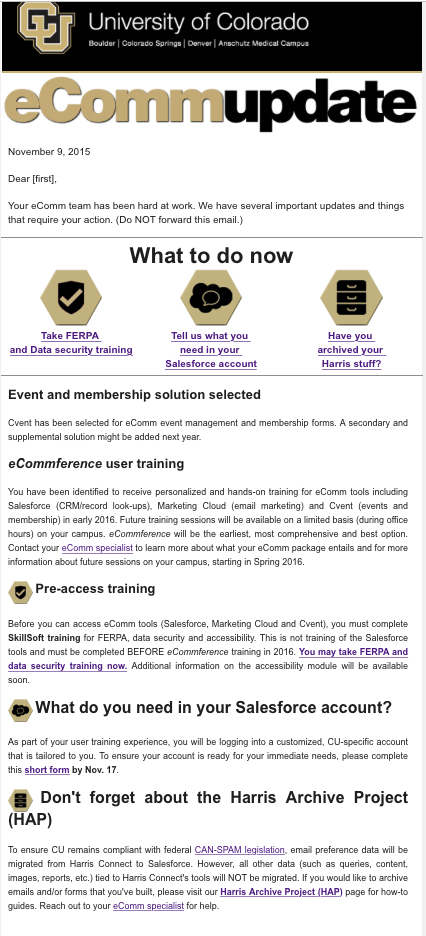 University of Colorado
Boulder | Colorado Springs | Denver | Anschutz Medical Campus
eCommupdate
November 9, 2015
Dear [first],
Your eComm team has been hard at work. We have several important updates and things
that require your action. (Do NOT forward this email.)
What to do now
Take FERPA
and Data security training
Tell us what you
need in your
Salesforce account
Have you
archived your
Harris stuff?
Event and membership solution selected
Cvent has been selected for eComm event management and membership forms. A secondary and
supplemental solution might be added next year.
eCommference user training
You have been identified to receive personalized and hands-on training for eComm tools including
Salesforce (CRM/record look-ups), Marketing Cloud (email marketing) and Cvent (events and
membership) in early 2016. Future training sessions will be available on a limited basis (during office
hours) on your campus. eCommference will be the earliest, most comprehensive and best option.
Contact your eComm specialist to learn more about what your eComm package entails and for more
information about future sessions on your campus, starting in Spring 2016.
Pre-access training
Before you can access eComm tools (Salesforce, Marketing Cloud and Cvent), you must complete
SkillSoft training for FERPA, data security and accessibility. This is not training of the Salesforce
tools and must be completed BEFORE eCommference training in 2016. You may take FERPA and
data security training now. Additional information on the accessibility module will be available
soon.
What do you need in your Salesforce account?
As part of your user training experience, you will be logging into a customized, CU-specific account
that is tailored to you. To ensure your account is ready for your immediate needs, please complete
this short form by Nov. 17.
Don't forget about the Harris Archive Project
(HAP)
To ensure CU remains compliant with federal CAN-SPAM legislation, email preference data will be
migrated from Harris Connect to Salesforce. However, all other data (such as queries, content,
images, reports, etc.) tied to Harris Connect's tools will NOT be migrated. If you would like to archive
emails and/or forms that you've built, please visit our Harris Archive Project (HAP) page for how-to
guides. Reach out to your eComm specialist for help.